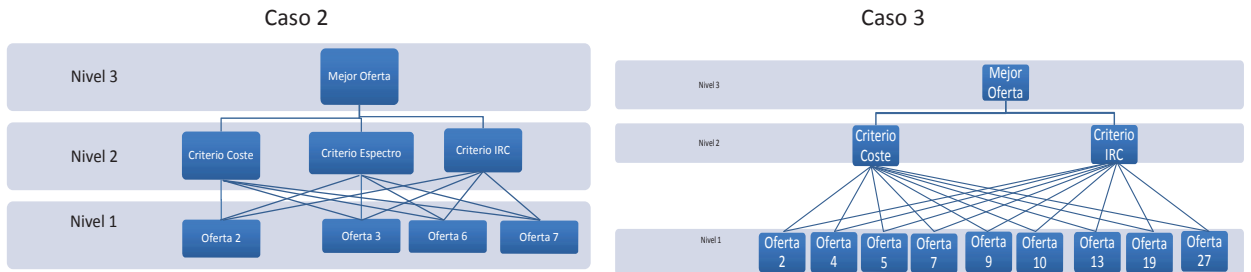 Caso 2
Nivel 3
Mejor Oferta
Nivel 2
Criterio Coste
Criterio Espectro
Criterio IRC
Nivel 1
Oferta 2
Oferta 3
Oferta 6
Oferta 7
Caso 3
Nivel 3
Mejor
Oferta
Nivel 2
Criterio
Coste
Criterio
IRC
Nivel 1
Oferta
2
Oferta
4
Oferta
5
Oferta
7
Oferta
9
Oferta
10
Oferta
13
Oferta
19
Oferta
27